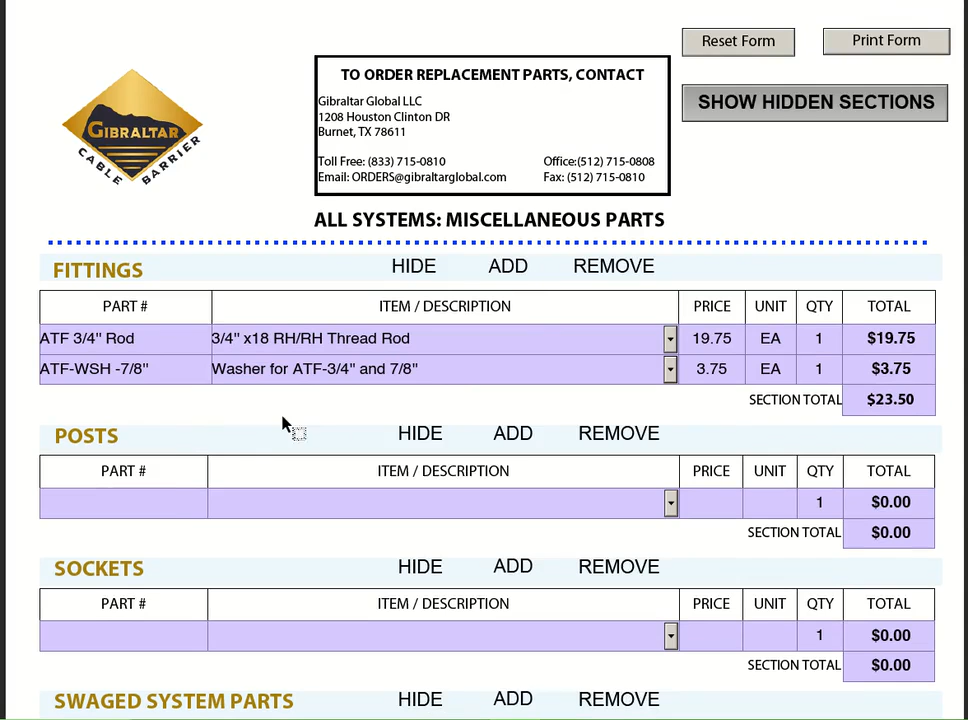 Reset Form Print Form
SHOW HIDDEN SECTIONS
GIBRALTAR
CABLE BARRIER
TO ORDER REPLACEMENT PARTS, CONTACT
Gibraltar Global LLC
1208 Houston Clinton DR
Burnet, TX 78611
Toll Free: (833) 715-0810 Office:(512) 715-0808
Email: ORDERS@gibraltarglobal.com Fax: (512) 715-0810
ALL SYSTEMS: MISCELLANEOUS PARTS
FITTINGS HIDE ADD REMOVE
PART # ITEM / DESCRIPTION PRICE UNIT QTY TOTAL
ATF 3/4" Rod 3/4" x18 RH/RH Thread Rod 19.75 EA 1 $19.75
ATF-WSH -7/8" Washer for ATF-3/4" and 7/8" 3.75 EA 1 $3.75
SECTION TOTAL $23.50
POSTS HIDE ADD REMOVE
PART # ITEM / DESCRIPTION PRICE UNIT QTY TOTAL
1 $0.00
SECTION TOTAL $0.00
SOCKETS HIDE ADD REMOVE
PART # ITEM / DESCRIPTION PRICE UNIT QTY TOTAL
1 $0.00
SECTION TOTAL $0.00
SWAGED SYSTEM PARTS HIDE ADD REMOVE